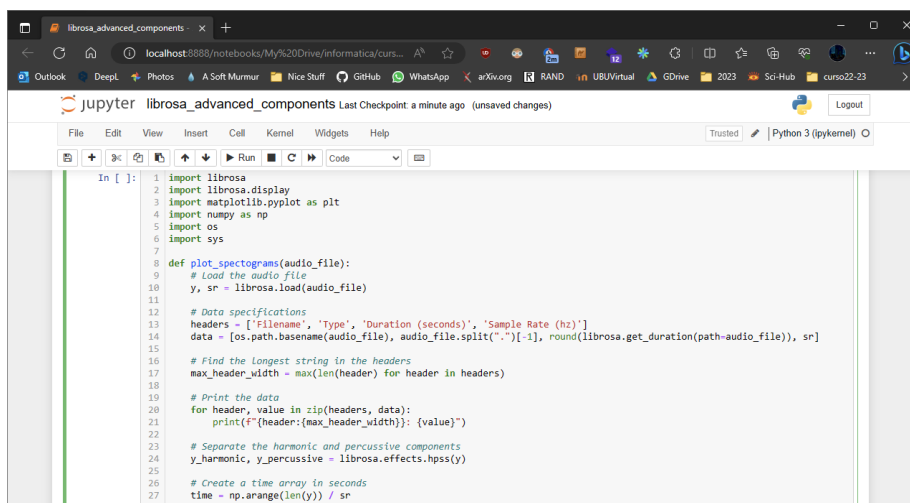 librosa_advanced_components -
localhost:8888/notebooks/My%20Drive/informatica/curs...
2m
12
Outlook DeepL Photos A Soft Murmur Nice Stuff GitHub WhatsApp arXiv.org RAND UBUVirtual GDrive 2023 Sci-Hub curso22-23
jupyter librosa_advanced_components Last Checkpoint: a minute ago (unsaved changes)
Logout
File Edit View Insert Cell Kernel Widgets Help
Trusted Python 3 (ipykernel)
Run Code
In [ ]:
1 import librosa
2 import librosa.display
3 import matplotlib.pyplot as plt
4 import numpy as np
5 import os
6 import sys
7
8 def plot_spectograms(audio_file):
9     # Load the audio file
10     y, sr = librosa.load(audio_file)
11
12     # Data specifications
13     headers = ['Filename', 'Type', 'Duration (seconds)', 'Sample Rate (hz)']
14     data = [os.path.basename(audio_file), audio_file.split(".")[-1], round(librosa.get_duration(path=audio_file)), sr]
15
16     # Find the longest string in the headers
17     max_header_width = max(len(header) for header in headers)
18
19     # Print the data
20     for header, value in zip(headers, data):
21         print(f"{header:{max_header_width}}: {value}")
22
23     # Separate the harmonic and percussive components
24     y_harmonic, y_percussive = librosa.effects.hpss(y)
25
26     # Create a time array in seconds
27     time = np.arange(len(y)) / sr